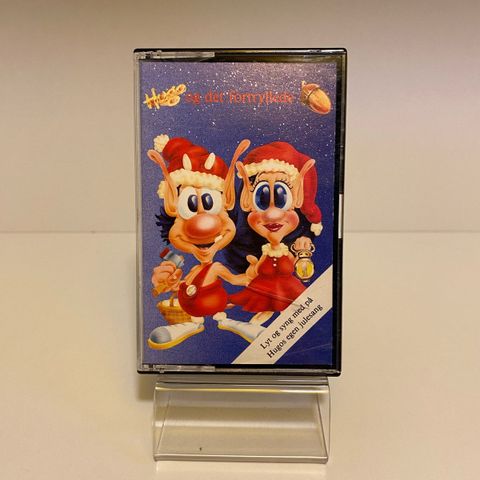 Hugo og det fortryllede
Lyt og syng med på
Hugos egen julesang